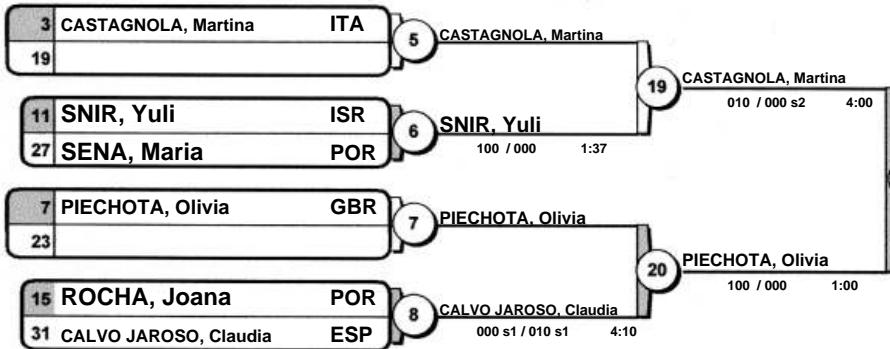 3 CASTAGNOLA, Martina ITA
19
5 CASTAGNOLA, Martina
11 SNIR, Yuli ISR
27 SENA, Maria POR
6 SNIR, Yuli
100 / 000 1:37
19 CASTAGNOLA, Martina
010 / 000 s2 4:00
7 PIECHOTA, Olivia GBR
23
7 PIECHOTA, Olivia
15 ROCHA, Joana POR
31 CALVO JAROSO, Claudia ESP
8 CALVO JAROSO, Claudia
000 s1 / 010 s1 4:10
20 PIECHOTA, Olivia
100 / 000 1:00